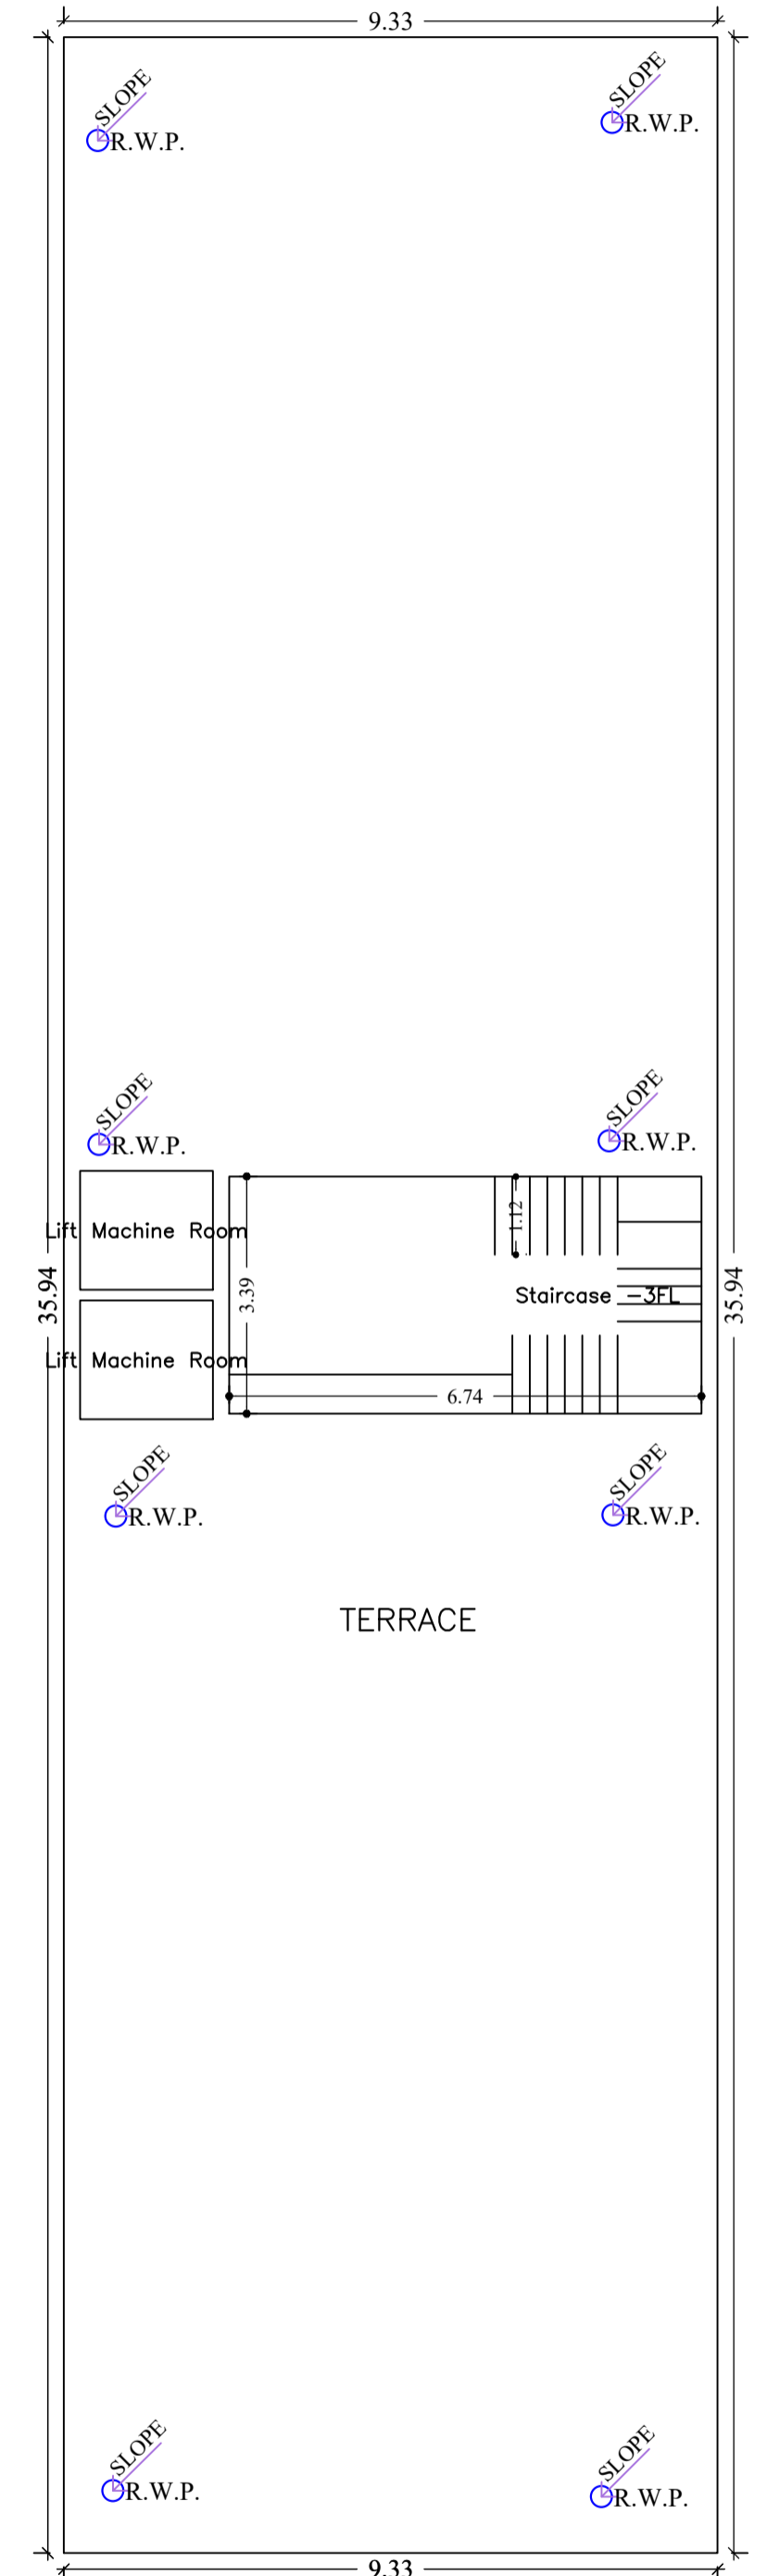 9.33
SLOPE
R.W.P.
SLOPE
R.W.P.
SLOPE
R.W.P.
SLOPE
R.W.P.
Lift Machine Room
1.12
35.94
3.39
Staircase -3FL
35.94
Lift Machine Room
6.74
SLOPE
R.W.P.
SLOPE
R.W.P.
TERRACE
SLOPE
R.W.P.
SLOPE
R.W.P.
9.33